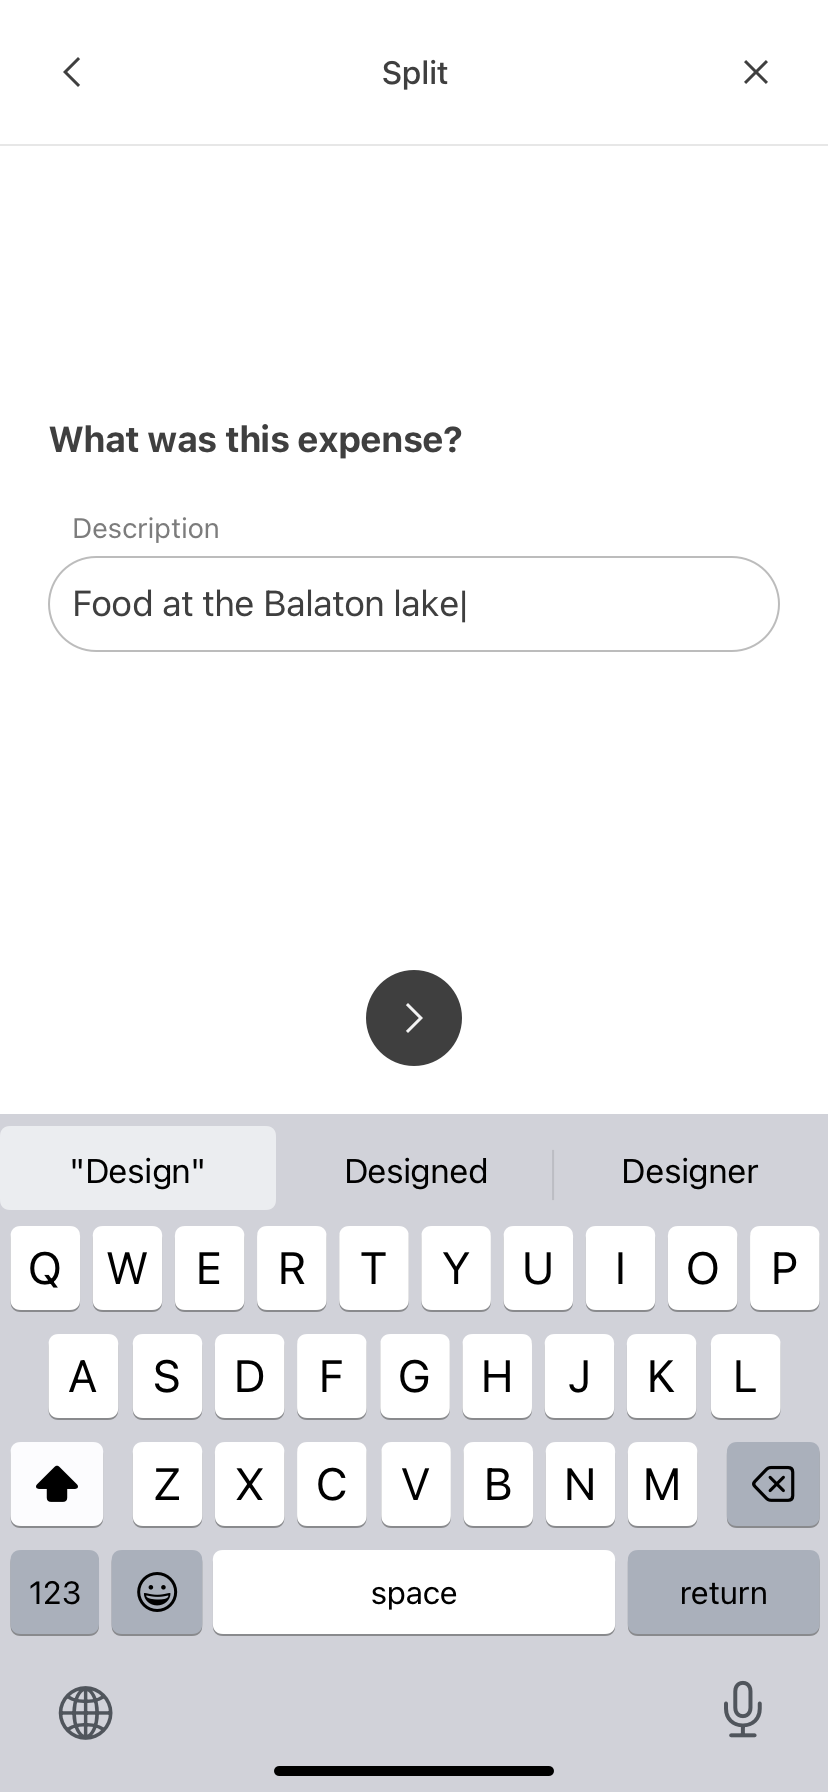 Split
What was this expense?
Description
Food at the Balaton lake
"Design" Designed Designer
Q W E R T Y U I O P
A S D F G H J K L
Z X C V B N M
123 space return